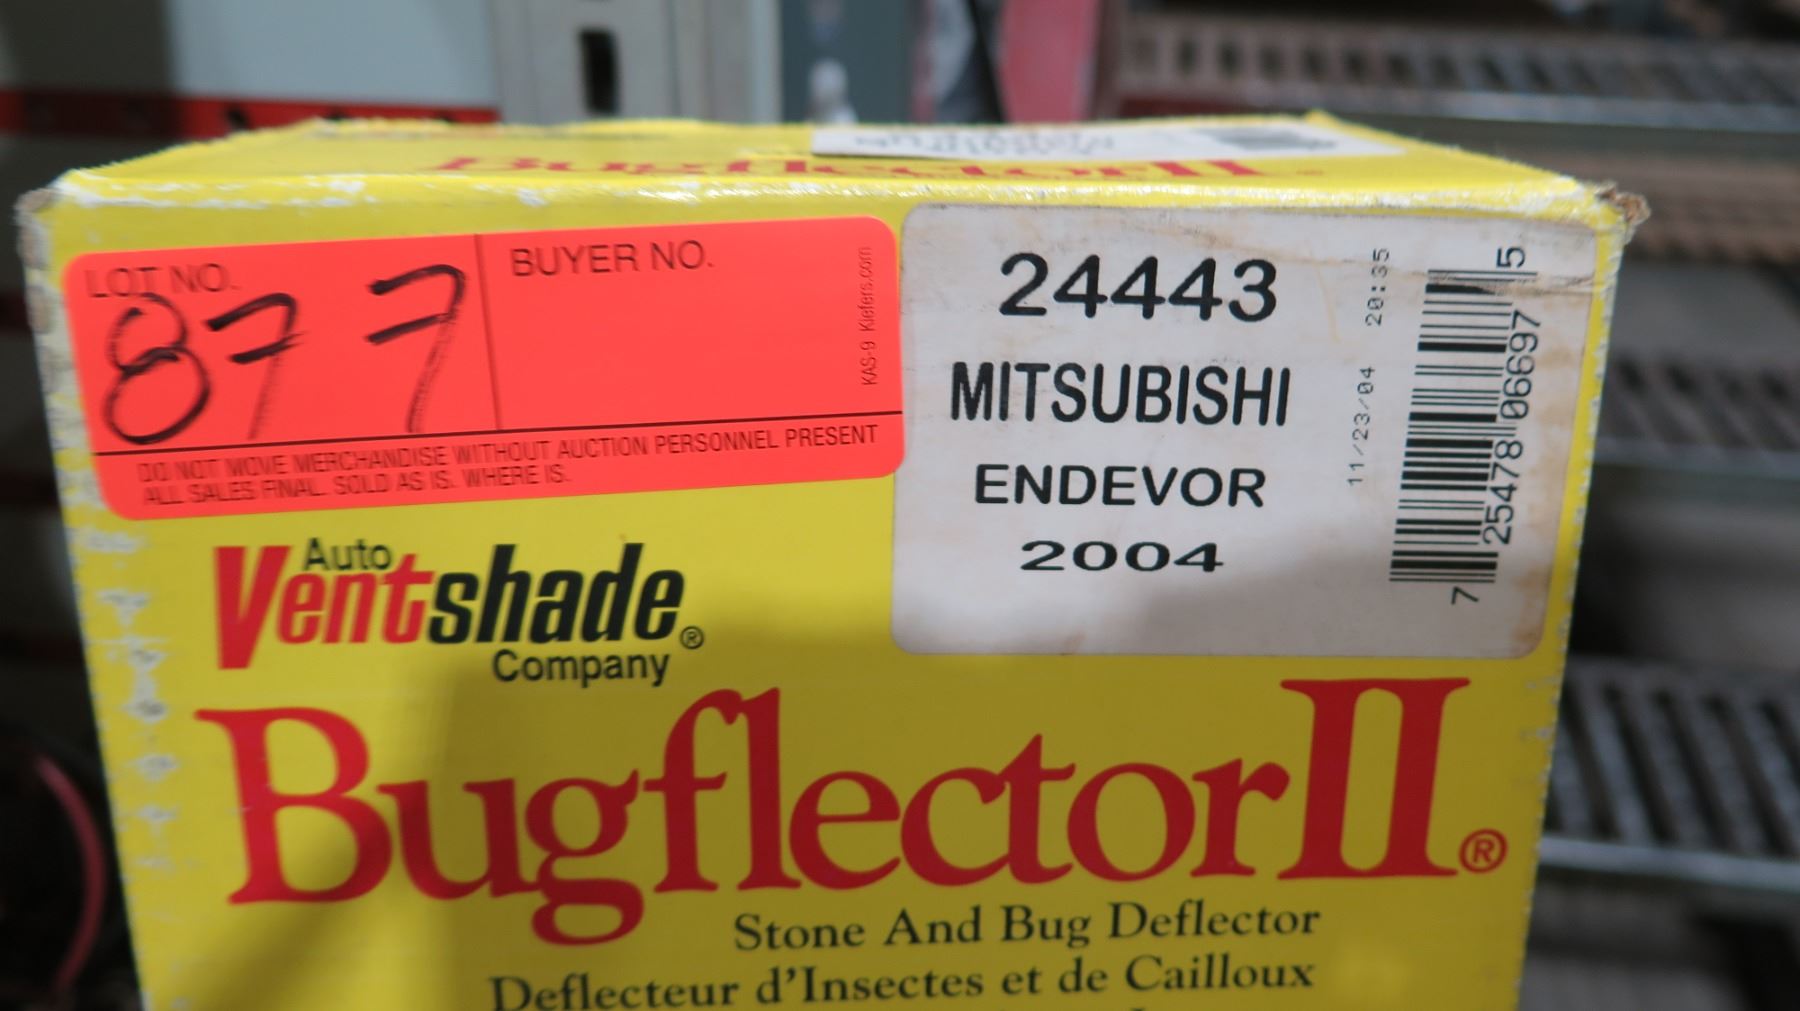 BugflectorII
LOT NO.
877
BUYER NO.
KAS-9 Kiefers.com
DO NOT MOVE MERCHANDISE WITHOUT AUCTION PERSONNEL PRESENT
ALL SALES FINAL. SOLD AS IS. WHERE IS.
24443
MITSUBISHI
ENDEVOR
2004
11/23/04 20:35
7 25478 06697 5
Auto
Ventshade®
Company
BugflectorII®
Stone And Bug Deflector
Deflecteur d'Insectes et de Cailloux